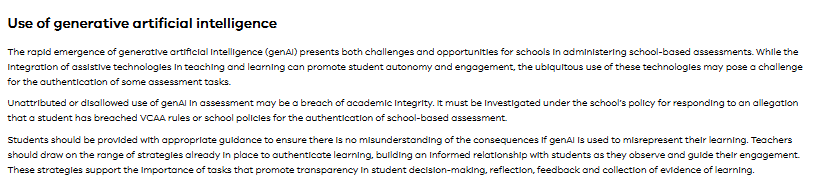 Use of generative artificial intelligence
The rapid emergence of generative artificial intelligence (genAI) presents both challenges and opportunities for schools in administering school-based assessments. While the
integration of assistive technologies in teaching and learning can promote student autonomy and engagement, the ubiquitous use of these technologies may pose a challenge
for the authentication of some assessment tasks.
Unattributed or disallowed use of genAI in assessment may be a breach of academic integrity. It must be investigated under the school's policy for responding to an allegation
that a student has breached VCAA rules or school policies for the authentication of school-based assessment.
Students should be provided with appropriate guidance to ensure there is no misunderstanding of the consequences if genAI is used to misrepresent their learning. Teachers
should draw on the range of strategies already in place to authenticate learning, building an informed relationship with students as they observe and guide their engagement.
These strategies support the importance of tasks that promote transparency in student decision-making, reflection, feedback and collection of evidence of learning.